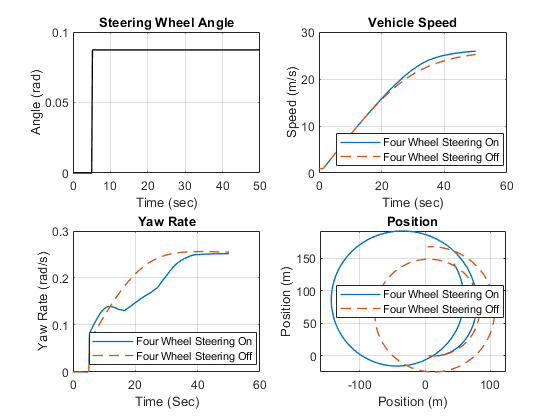 Steering Wheel Angle
0.1
0.05
0
Angle (rad)
0 10 20 30 40 50
Time (sec)
Vehicle Speed
30
20
10
0
Speed (m/s)
Four Wheel Steering On
Four Wheel Steering Off
0 20 40 60
Time (sec)
Yaw Rate
0.3
0.2
0.1
0
Yaw Rate (rad/s)
Four Wheel Steering On
Four Wheel Steering Off
0 20 40 60
Time (Sec)
Position
150
100
50
0
Position (m)
Four Wheel Steering On
Four Wheel Steering Off
-100 0 100
Position (m)